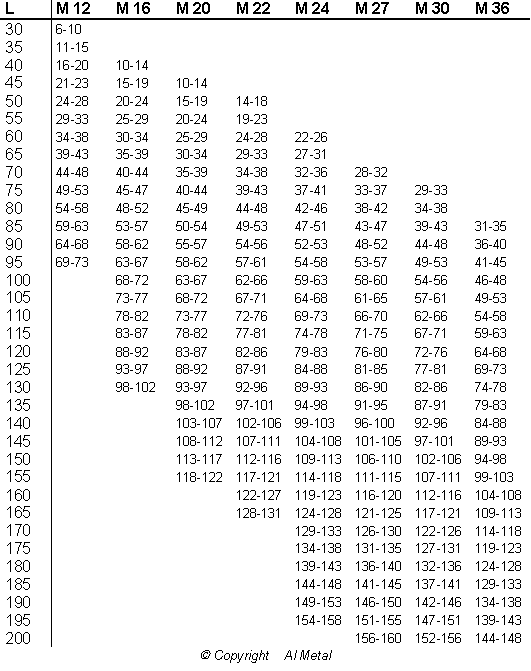 L M 12 M 16 M 20 M 22 M 24 M 27 M 30 M 36
30 6-10
35 11-15
40 16-20 10-14
45 21-23 15-19 10-14
50 24-28 20-24 15-19 14-18
55 29-33 25-29 20-24 19-23
60 34-38 30-34 25-29 24-28 22-26
65 39-43 35-39 30-34 29-33 27-31
70 44-48 40-44 35-39 34-38 32-36 28-32
75 49-53 45-47 40-44 39-43 37-41 33-37 29-33
80 54-58 48-52 45-49 44-48 42-46 38-42 34-38
85 59-63 53-57 50-54 49-53 47-51 43-47 39-43 31-35
90 64-68 58-62 55-57 54-56 52-53 48-52 44-48 36-40
95 69-73 63-67 58-62 57-61 54-58 53-57 49-53 41-45
100 68-72 63-67 62-66 59-63 58-60 54-56 46-48
105 73-77 68-72 67-71 64-68 61-65 57-61 49-53
110 78-82 73-77 72-76 69-73 66-70 62-66 54-58
115 83-87 78-82 77-81 74-78 71-75 67-71 59-63
120 88-92 83-87 82-86 79-83 76-80 72-76 64-68
125 93-97 88-92 87-91 84-88 81-85 77-81 69-73
130 98-102 93-97 92-96 89-93 86-90 82-86 74-78
135 98-102 97-101 94-98 91-95 87-91 79-83
140 103-107 102-106 99-103 96-100 92-96 84-88
145 108-112 107-111 104-108 101-105 97-101 89-93
150 113-117 112-116 109-113 106-110 102-106 94-98
155 118-122 117-121 114-118 111-115 107-111 99-103
160 122-127 119-123 116-120 112-116 104-108
165 128-131 124-128 121-125 117-121 109-113
170 129-133 126-130 122-126 114-118
175 134-138 131-135 127-131 119-123
180 139-143 136-140 132-136 124-128
185 144-148 141-145 137-141 129-133
190 149-153 146-150 142-146 134-138
195 154-158 151-155 147-151 139-143
200 156-160 152-156 144-148
© Copyright Al Metal